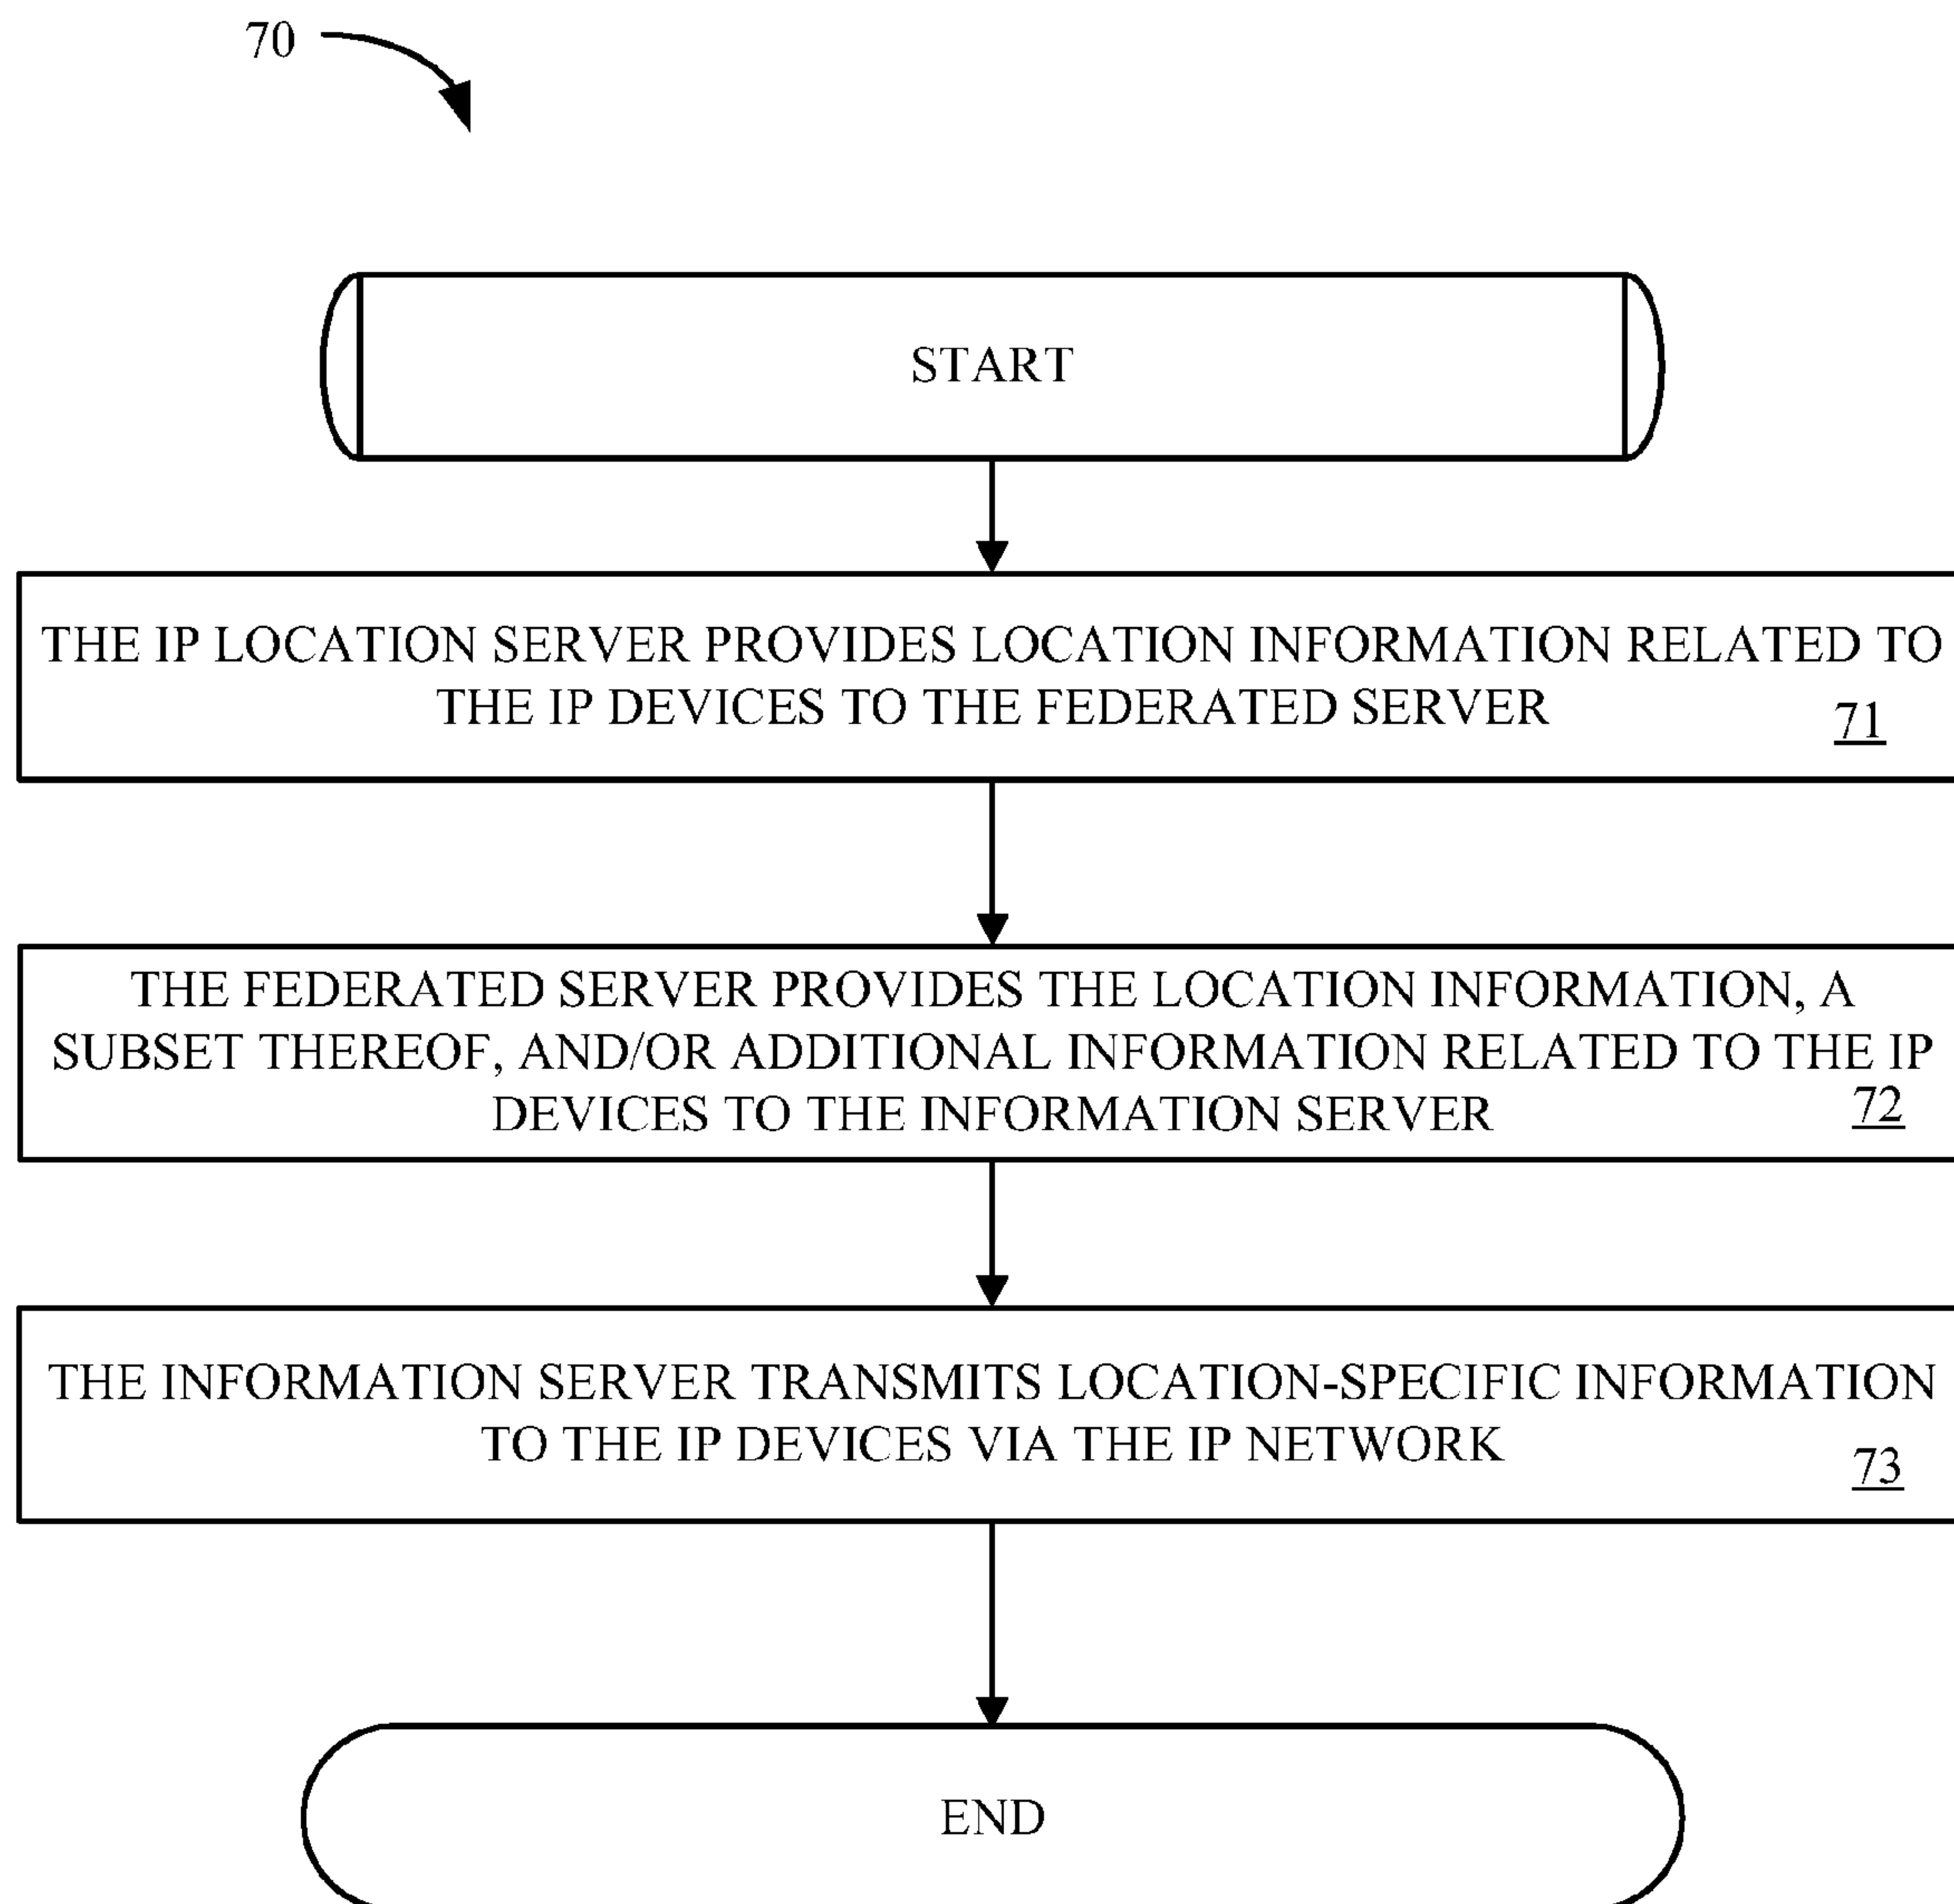 70
START
THE IP LOCATION SERVER PROVIDES LOCATION INFORMATION RELATED TO
THE IP DEVICES TO THE FEDERATED SERVER
71
THE FEDERATED SERVER PROVIDES THE LOCATION INFORMATION, A
SUBSET THEREOF, AND/OR ADDITIONAL INFORMATION RELATED TO THE IP
DEVICES TO THE INFORMATION SERVER
72
THE INFORMATION SERVER TRANSMITS LOCATION-SPECIFIC INFORMATION
TO THE IP DEVICES VIA THE IP NETWORK
73
END